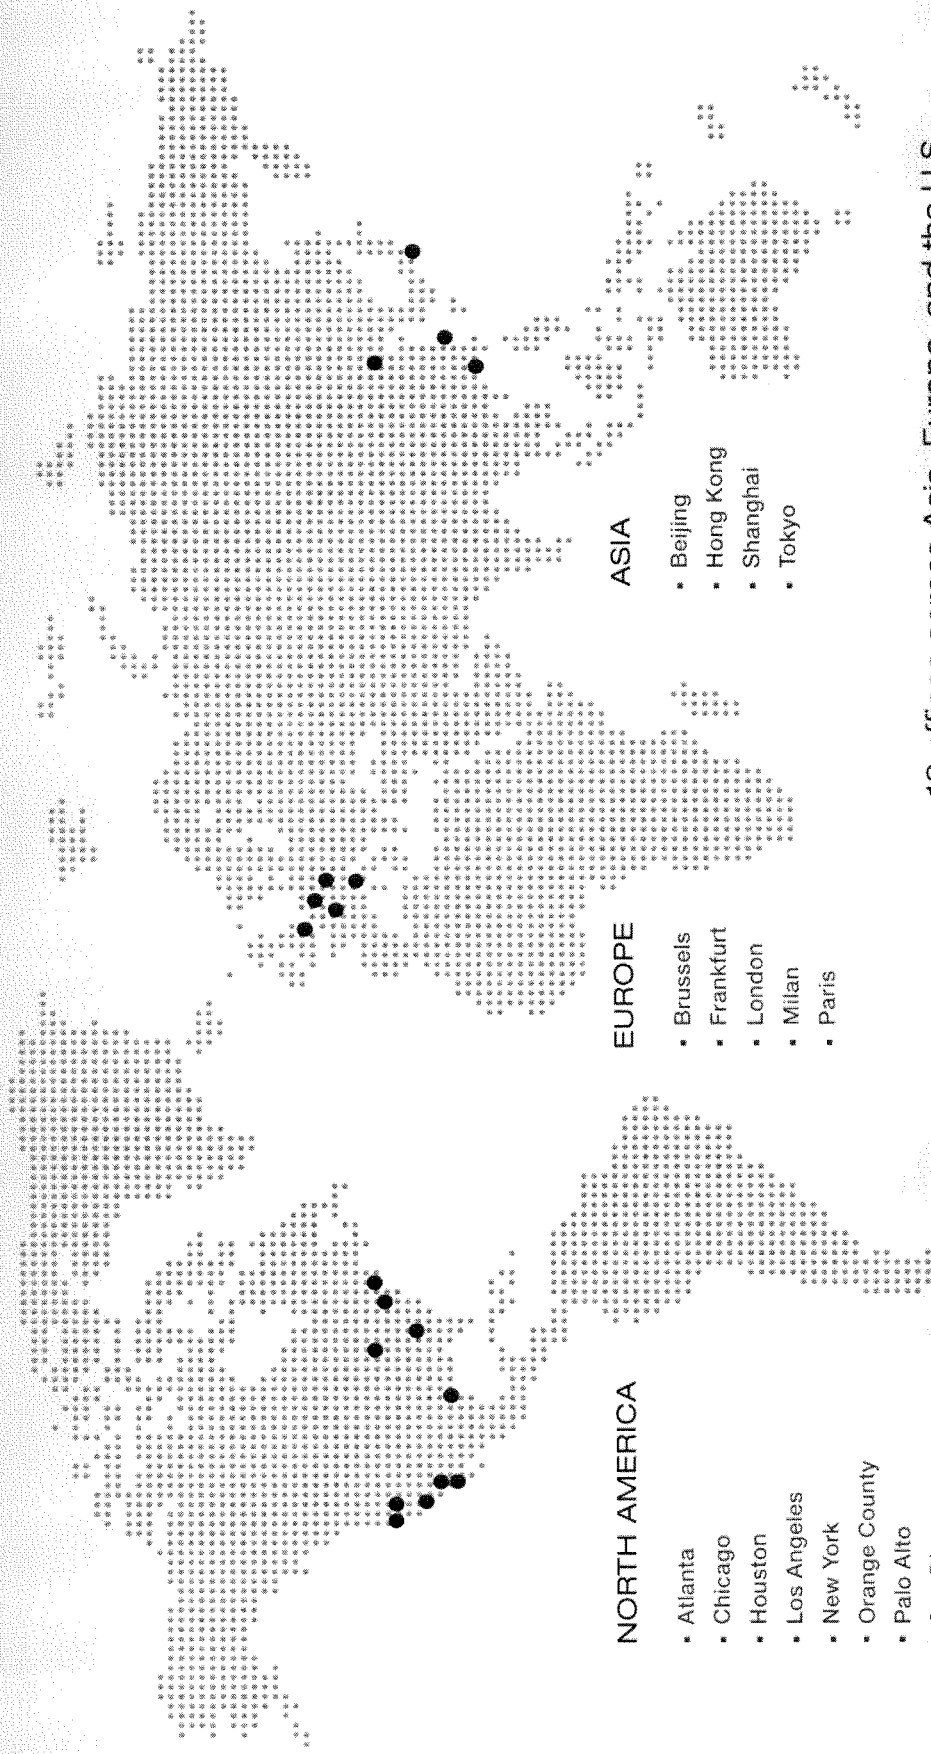 NORTH AMERICA
▪ Atlanta
▪ Chicago
▪ Houston
▪ Los Angeles
▪ New York
▪ Orange County
▪ Palo Alto
EUROPE
▪ Brussels
▪ Frankfurt
▪ London
▪ Milan
▪ Paris
ASIA
▪ Beijing
▪ Hong Kong
▪ Shanghai
▪ Tokyo
offices across Asia, Europe, and the U.S.